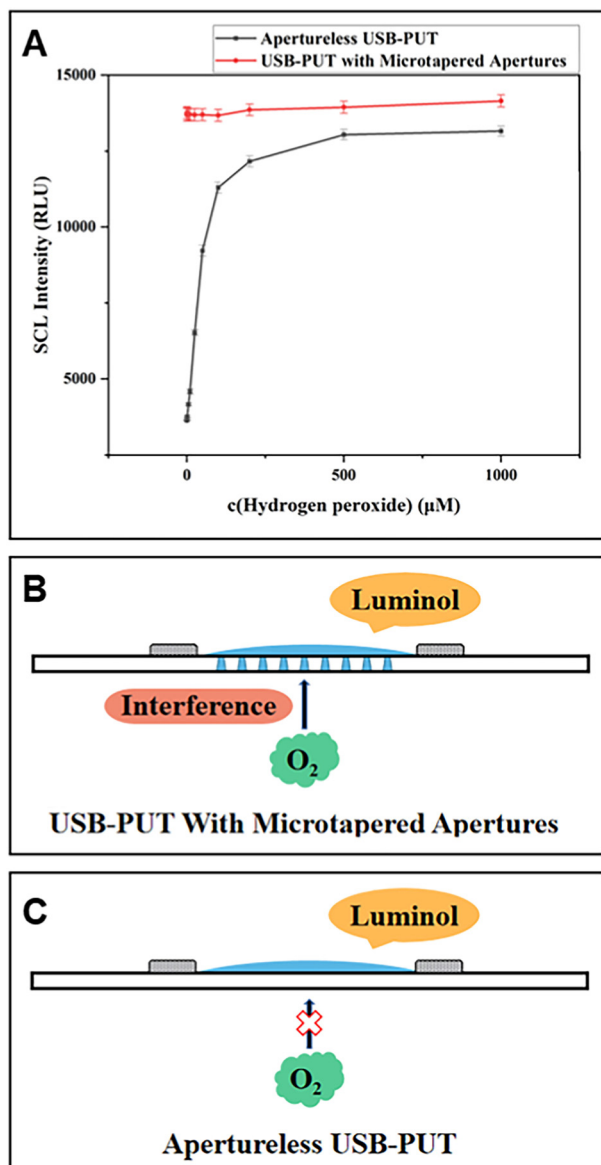 A
Apertureless USB-PUT
USB-PUT with Microtapered Apertures
15000
10000
5000
SCL Intensity (RLU)
0
500
1000
c(Hydrogen peroxide) (μM)
B
Luminol
Interference
O₂
USB-PUT With Microtapered Apertures
C
Luminol
O₂
Apertureless USB-PUT